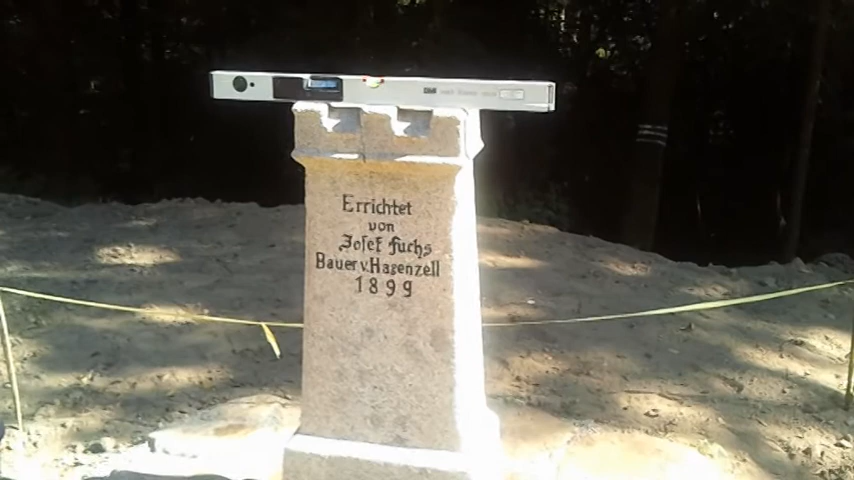 Errichtet
von
Josef Fuchs
Bauer v. Hagenzell
1899